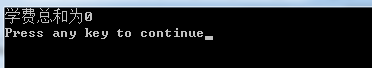 学费总和为0
Press any key to continue